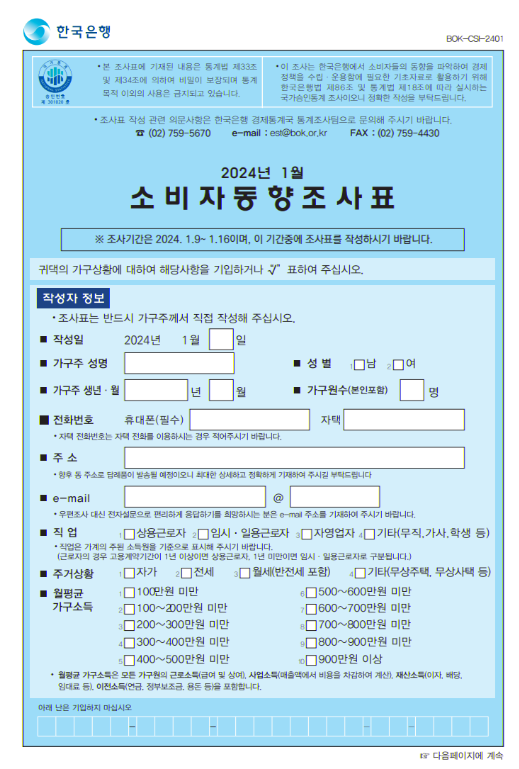 한국은행
BOK-CSI-2401
• 본 조사표에 기재된 내용은 통계법 제33조
및 제34조에 의하여 비밀이 보장되며 통계
목적 이외의 사용은 금지되고 있습니다.
• 이 조사는 한국은행에서 소비자들의 동향을 파악하여 경제
정책을 수립 · 운용함에 필요한 기초자료로 활용하기 위해
한국은행법 제86조 및 통계법 제18조에 따라 실시하는
국가승인통계 조사이오니 정확한 작성을 부탁드립니다.
• 조사표 작성 관련 의문사항은 한국은행 경제통계국 통계조사팀으로 문의해 주시기 바랍니다.
☎ (02) 759-5670 e-mail : est@bok.or.kr FAX : (02) 759-4430
2024년 1월
소비자동향조사표
※ 조사기간은 2024. 1.9~ 1.16이며, 이 기간중에 조사표를 작성하시기 바랍니다.
귀댁의 가구상황에 대하여 해당사항을 기입하거나 √" 표하여 주십시오.
작성자 정보
• 조사표는 반드시 가구주께서 직접 작성해 주십시오.
■ 작성일 2024년 1월 일
■ 가구주 성명 ■ 성 별 1 남 2 여
■ 가구주 생년 · 월 년 월 ■ 가구원수(본인포함) 명
■ 전화번호 휴대폰(필수) 자택
• 자택 전화번호는 자택 전화를 이용하시는 경우 적어주시기 바랍니다.
■ 주 소
• 향후 동 주소로 답례품이 발송될 예정이오니 최대한 상세하고 정확하게 기재하여 주시길 부탁드립니다
■ e-mail @
• 우편조사 대신 전자설문으로 편리하게 응답하기를 희망하시는 분은 e-mail 주소를 기재하여 주시기 바랍니다.
■ 직 업 1 상용근로자 2 임시 · 일용근로자 3 자영업자 4 기타(무직,가사,학생 등)
• 직업은 가계의 주된 소득원을 기준으로 표시해 주시기 바랍니다.
(근로자의 경우 고용계약기간이 1년 이상이면 상용근로자, 1년 미만이면 임시 · 일용근로자로 구분됩니다.)
■ 주거상황 1 자가 2 전세 3 월세(반전세 포함) 4 기타(무상주택, 무상사택 등)
■ 월평균 1 100만원 미만 6 500~600만원 미만
가구소득 2 100~200만원 미만 7 600~700만원 미만
3 200~300만원 미만 8 700~800만원 미만
4 300~400만원 미만 9 800~900만원 미만
5 400~500만원 미만 10 900만원 이상
• 월평균 가구소득은 모든 가구원의 근로소득(급여 및 상여), 사업소득(매출액에서 비용을 차감하여 계산), 재산소득(이자, 배당,
임대료 등), 이전소득(연금, 정부보조금, 용돈 등)을 포함합니다.
아래 난은 기입하지 마십시오
– – – –
☞ 다음페이지에 계속